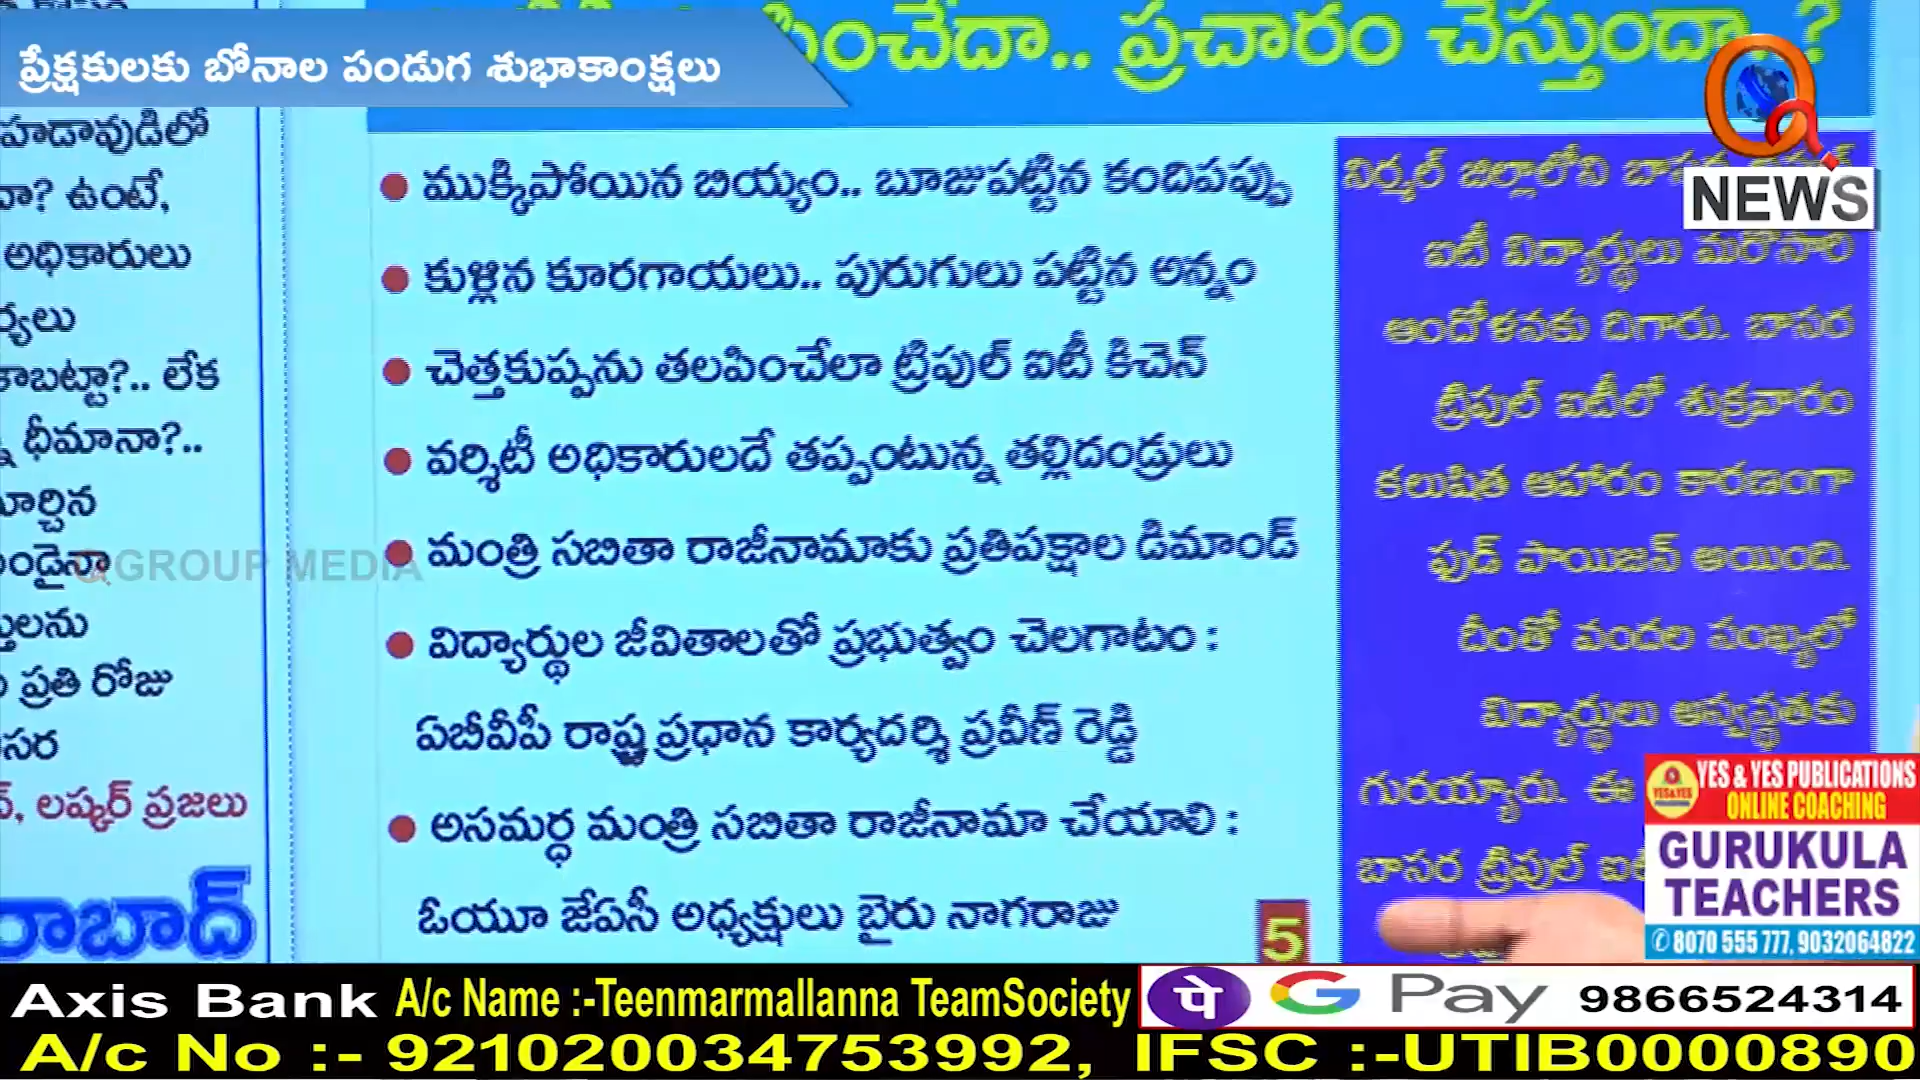 ప్రేక్షకులకు బోనాల పండుగ శుభాకాంక్షలు
ప్రచారం చేస్తుందా..?
NEWS
ఉంటే,
అధికారులు
లేక
ధీమానా?..
ప్రతి రోజు
లష్కర్ ప్రజలు
• ముక్కిపోయిన బియ్యం.. బూజుపట్టిన కందిపప్పు
• కుళ్లిన కూరగాయలు.. పురుగులు పట్టిన అన్నం
• చెత్తకుప్పను తలపించేలా ట్రిపుల్ ఐటీ కిచెన్
• వర్శిటీ అధికారులదే తప్పంటున్న తల్లిదండ్రులు
• మంత్రి సబితా రాజీనామాకు ప్రతిపక్షాల డిమాండ్
• విద్యార్థుల జీవితాలతో ప్రభుత్వం చెలగాటం :
ఏబీవీపీ రాష్ట్ర ప్రధాన కార్యదర్శి ప్రవీణ్ రెడ్డి
• అసమర్ధ మంత్రి సబితా రాజీనామా చేయాలి :
ఓయూ జేఏసీ అధ్యక్షులు బైరు నాగరాజు
5
GROUP MEDIA
నిర్మల్ జిల్లాలోని
ఐటీ విద్యార్థులు మరోసారి
ఆందోళనకు దిగారు. బాసర
ట్రిపుల్ ఐటీలో శుక్రవారం
కలుషిత ఆహారం కారణంగా
ఫుడ్ పాయిజన్ అయింది.
దీంతో వందల సంఖ్యలో
విద్యార్థులు అస్వస్థతకు
గురయ్యారు. ఈ
బాసర ట్రిపుల్
YES & YES PUBLICATIONS
ONLINE COACHING
GURUKULA
TEACHERS
8070 555 777, 9032064822
Axis Bank A/c Name :-Teenmarmallanna TeamSociety
G Pay 9866524314
A/c No :- 921020034753992, IFSC :-UTIB0000890